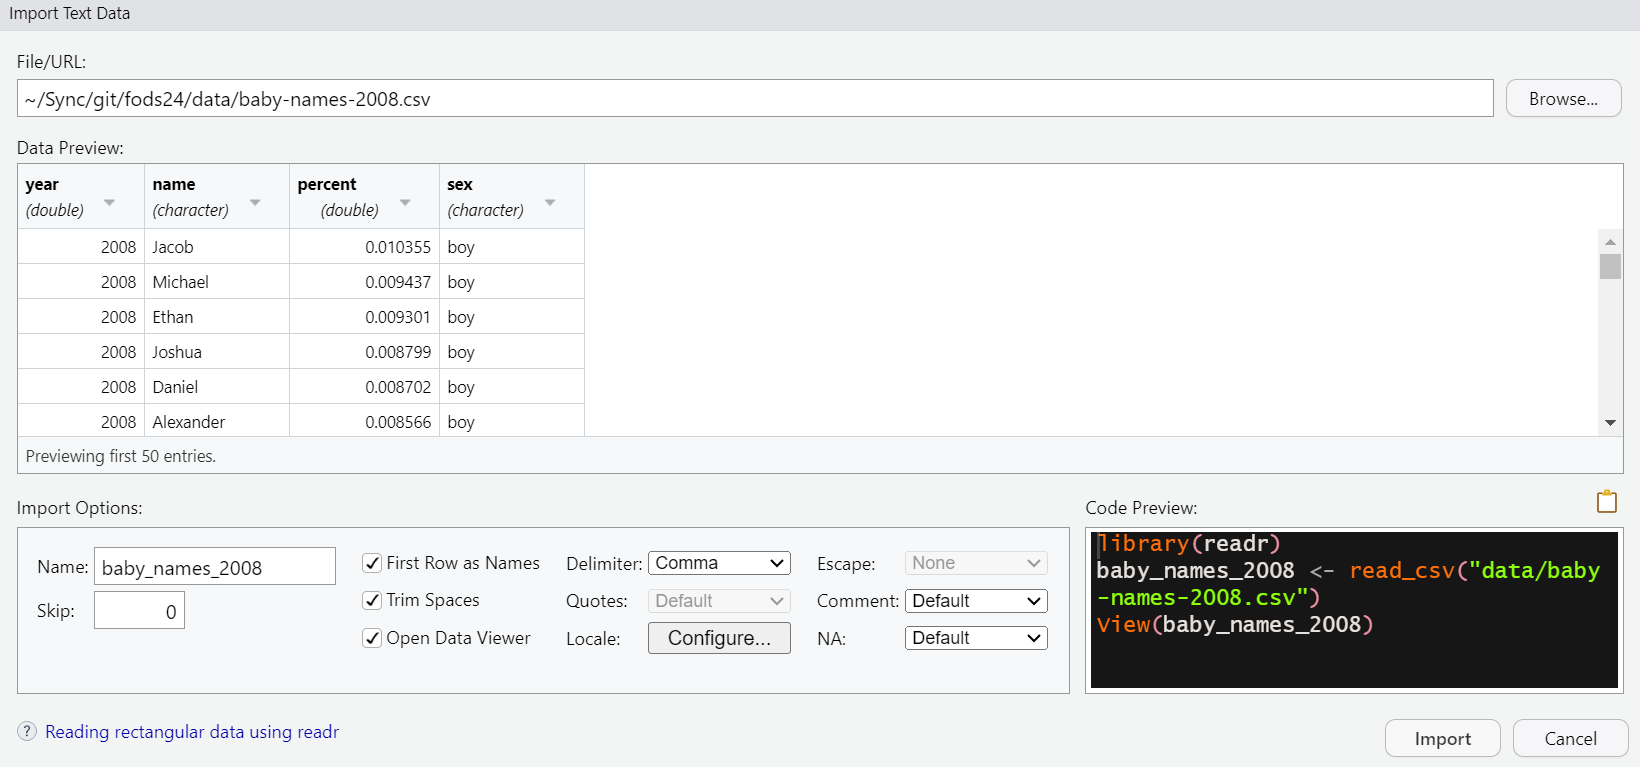 Import Text Data
File/URL:
~/Sync/git/fods24/data/baby-names-2008.csv
Browse...
Data Preview:
year name percent sex
(double) (character) (double) (character)
2008 Jacob 0.010355 boy
2008 Michael 0.009437 boy
2008 Ethan 0.009301 boy
2008 Joshua 0.008799 boy
2008 Daniel 0.008702 boy
2008 Alexander 0.008566 boy
Previewing first 50 entries.
Import Options:
Name: baby_names_2008
Skip: 0
First Row as Names
Trim Spaces
Open Data Viewer
Delimiter: Comma
Quotes: Default
Locale: Configure...
Escape: None
Comment: Default
NA: Default
Code Preview:
library(readr)
baby_names_2008 <- read_csv("data/baby
-names-2008.csv")
View(baby_names_2008)
? Reading rectangular data using readr
Import
Cancel